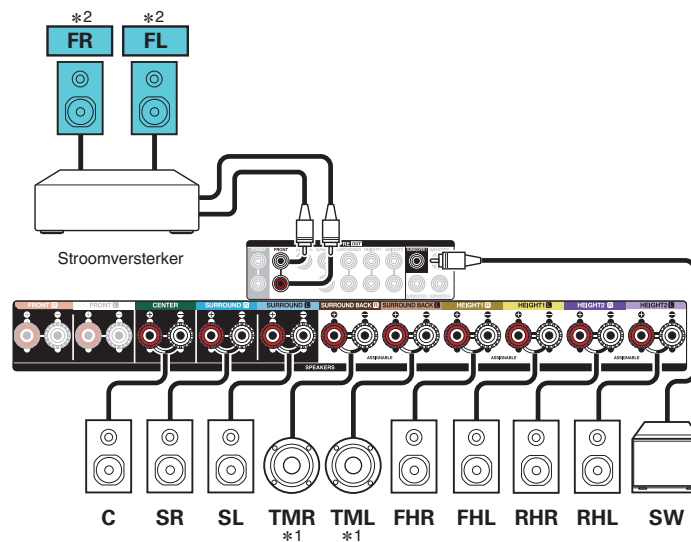 *2 *2
FR FL
Stroomversterker
PRE OUT
FRONT
FRONT R FRONT L CENTER SURROUND R SURROUND L SURROUND BACK R SURROUND BACK L HEIGHT1 R HEIGHT1 L HEIGHT2 R HEIGHT2 L
ASSIGNABLE ASSIGNABLE ASSIGNABLE
SPEAKERS
C SR SL TMR TML FHR FHL RHR RHL SW
*1 *1